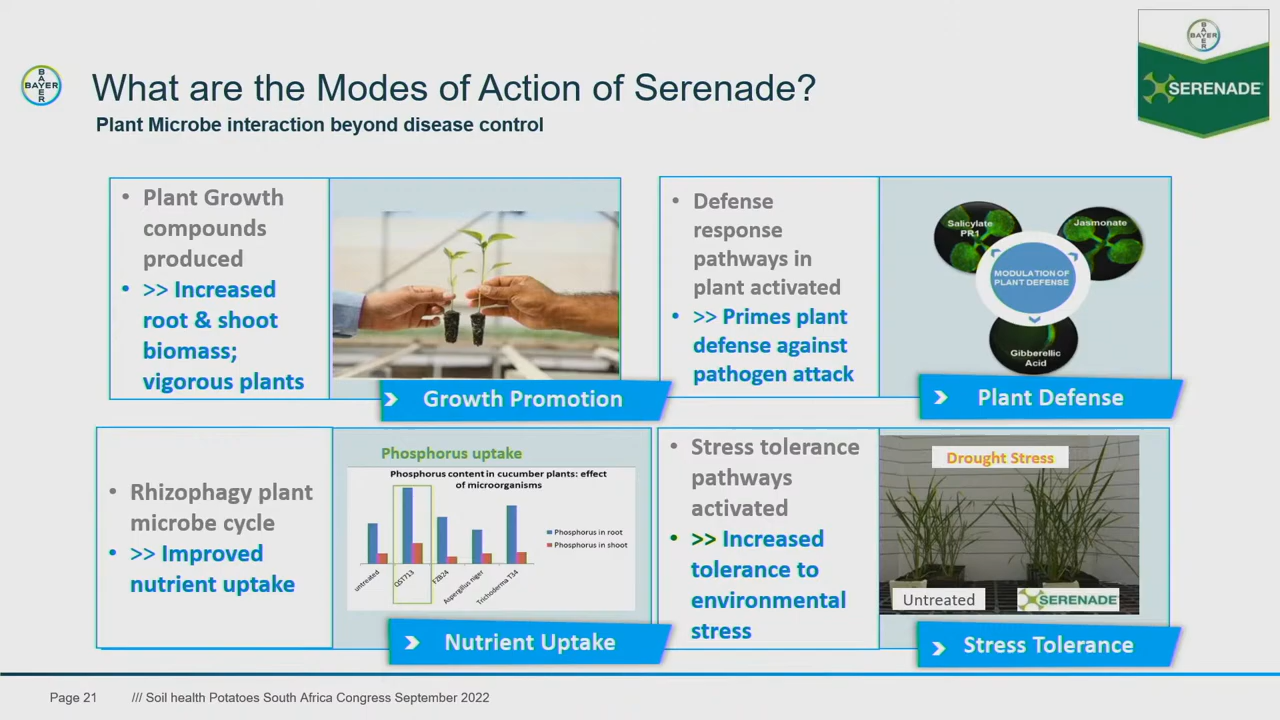 BAYER
BAYER
What are the Modes of Action of Serenade?
Plant Microbe interaction beyond disease control
BAYER
SERENADE
• Plant Growth
compounds
produced
• >> Increased
root & shoot
biomass;
vigorous plants
Growth Promotion
• Defense
response
pathways in
plant activated
• >> Primes plant
defense against
pathogen attack
Salicylate
PR1
Jasmonate
MODULATION OF
PLANT DEFENSE
Gibberellic
Acid
Plant Defense
• Rhizophagy plant
microbe cycle
• >> Improved
nutrient uptake
Phosphorus uptake
Phosphorus content in cucumber plants: effect
of microorganisms
Phosphorus in root
Phosphorus in shoot
untreated
QST713
FZB24
Aspergillus niger
Trichoderma T34
Nutrient Uptake
• Stress tolerance
pathways
activated
• >> Increased
tolerance to
environmental
stress
Drought Stress
Untreated
SERENADE
Stress Tolerance
Page 21
/// Soil health Potatoes South Africa Congress September 2022